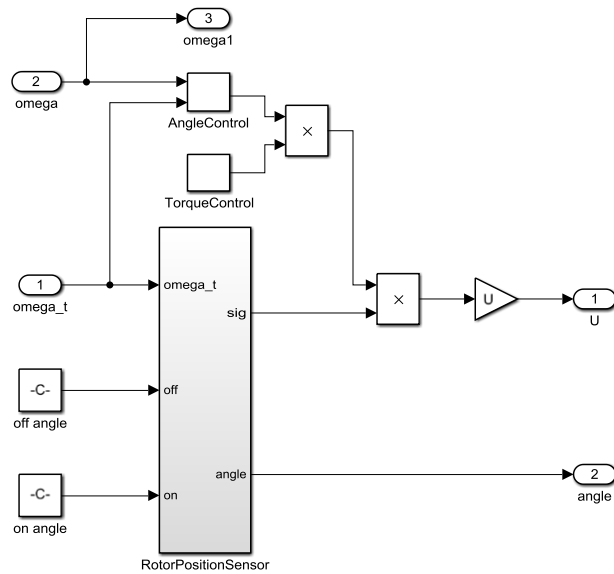 3
omega1
2
omega
AngleControl
×
TorqueControl
1
omega_t
omega_t
sig
×
U
1
U
-C-
off angle
off
-C-
on angle
on
angle
2
angle
RotorPositionSensor